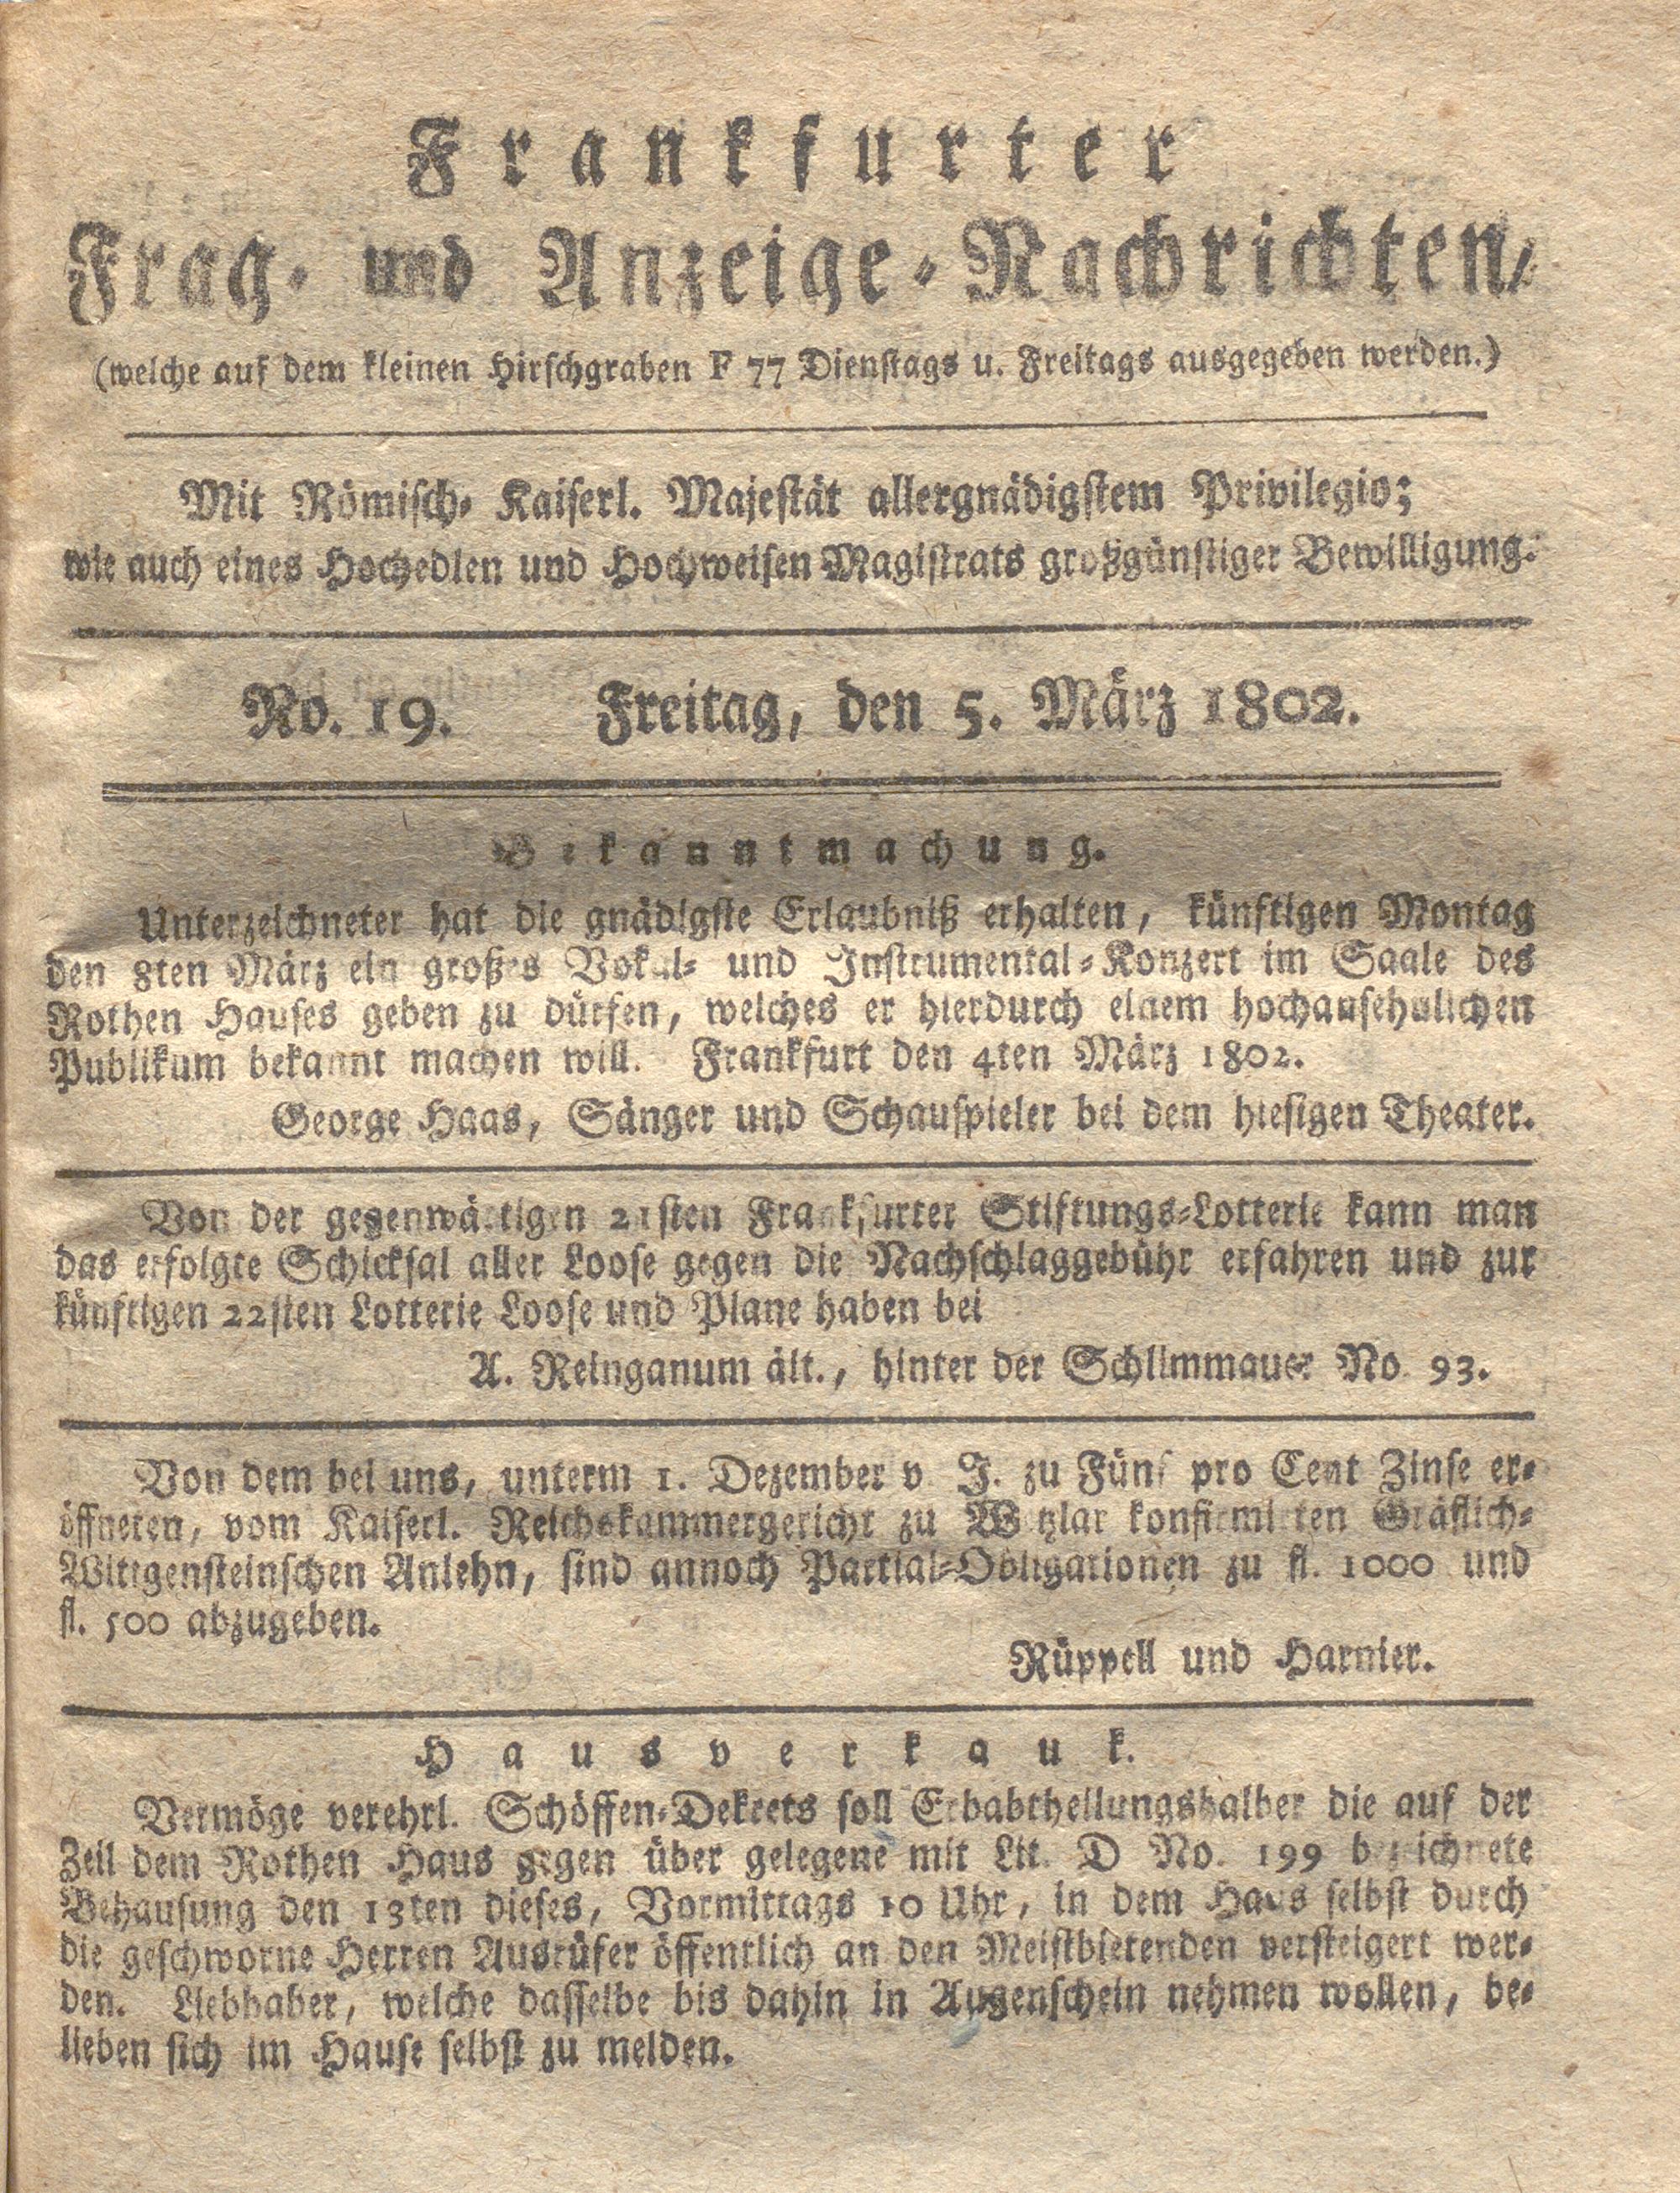 Frankfurter
Frag- und Anzeige-Nachrichten,
(welche auf dem kleinen Hirschgraben F 77 Dienstags u. Freitags ausgegeben werden.)
Mit Römisch- Kaiserl. Majestät allergnädigstem Privilegio;
wie auch eines Hochedlen und Hochweisen Magistrats großgünstiger Bewilligung.
No. 19. Freitag, den 5. März 1802.
Bekanntmachung.
Unterzeichneter hat die gnädigste Erlaubniß erhalten, künftigen Montag
den 8ten März ein großes Vokal- und Instrumental-Konzert im Saale des
Rothen Hauses geben zu dürfen, welches er hierdurch einem hochansehnlichen
Publikum bekannt machen will. Frankfurt den 4ten März 1802.
George Haas, Sänger und Schauspieler bei dem hiesigen Theater.
Von der gegenwärtigen 21sten Frankfurter Stiftungs-Lotterie kann man
das erfolgte Schicksal aller Loose gegen die Nachschlaggebühr erfahren und zur
künftigen 22sten Lotterie Loose und Plane haben bei
A. Reinganum ält., hinter der Schlimmauer No. 93.
Von dem bei uns, unterm 1. Dezember v. J. zu Fünf pro Cent Zinse er-
öffneten, vom Kaiserl. Reichskammergericht zu Wetzlar konfirmirten Gräflich-
Wittgensteinschen Anlehn, sind annoch Partial-Obligationen zu fl. 1000 und
fl. 500 abzugeben.
Rüppell und Harnier.
Hausverkauk.
Vermöge verehrl. Schöffen-Dekrets soll Erbabtheilungshalber die auf der
Zeil dem Rothen Haus gegen über gelegene mit Lit. D No. 199 bezeichnete
Behausung den 18ten dieses, Vormittags 10 Uhr, in dem Haus selbst durch
die geschworne Herren Ausrüfer öffentlich an den Meistbietenden versteigert wer-
den. Liebhaber, welche dasselbe bis dahin in Augenschein nehmen wollen, be-
lieben sich im Hause selbst zu melden.